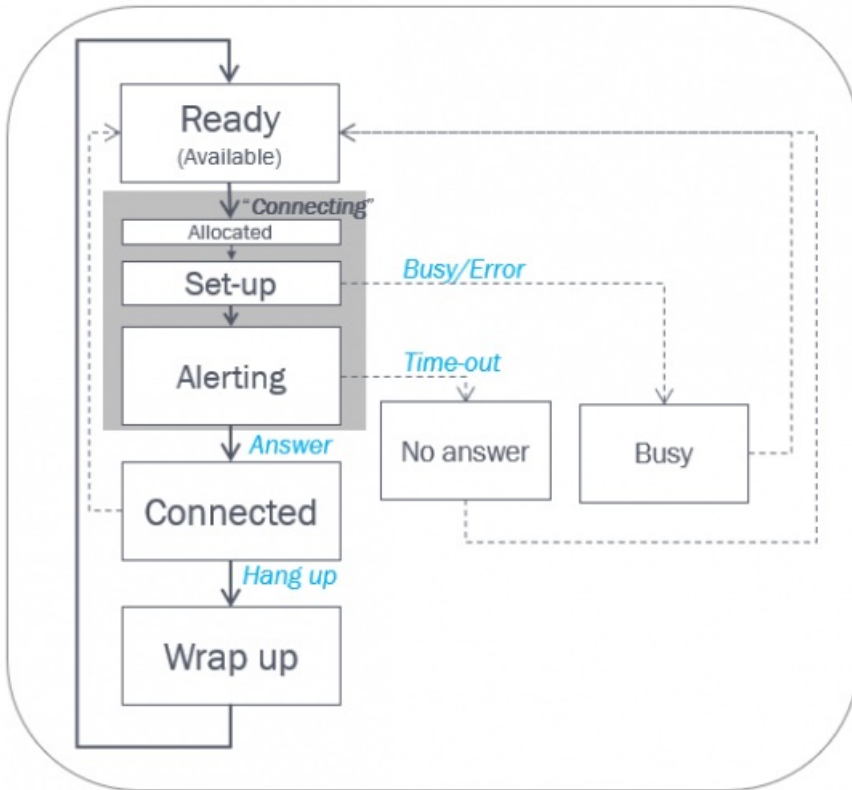 Ready
(Available)
"Connecting"
Allocated
Set-up
Busy/Error
Alerting
Time-out
Answer
No answer
Busy
Connected
Hang up
Wrap up